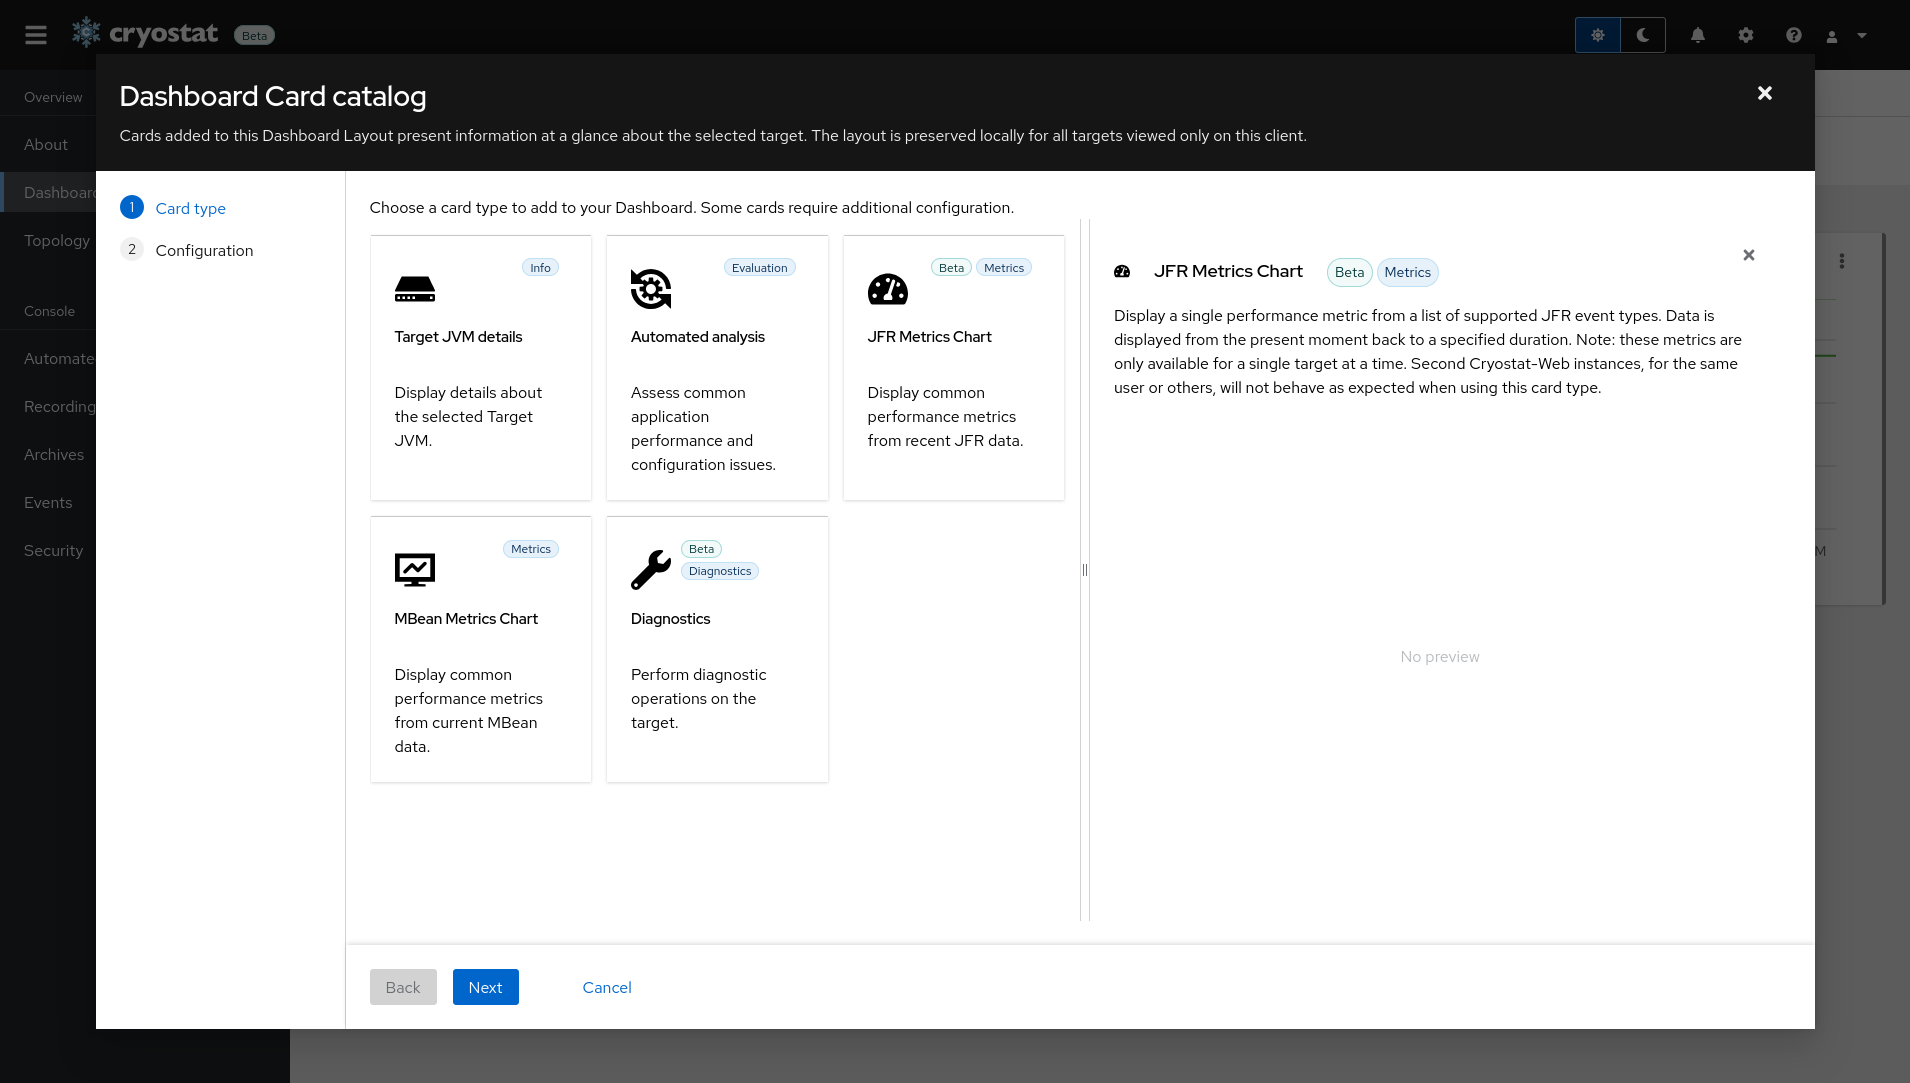 cryostat Beta
Dashboard Card catalog
Cards added to this Dashboard Layout present information at a glance about the selected target. The layout is preserved locally for all targets viewed only on this client.
Overview
About
Dashboard
Topology
Console
Automate
Recording
Archives
Events
Security
1 Card type
2 Configuration
Choose a card type to add to your Dashboard. Some cards require additional configuration.
Info
Target JVM details
Display details about
the selected Target
JVM.
Evaluation
Automated analysis
Assess common
application
performance and
configuration issues.
Beta Metrics
JFR Metrics Chart
Display common
performance metrics
from recent JFR data.
Metrics
MBean Metrics Chart
Display common
performance metrics
from current MBean
data.
Beta
Diagnostics
Diagnostics
Perform diagnostic
operations on the
target.
JFR Metrics Chart Beta Metrics
Display a single performance metric from a list of supported JFR event types. Data is
displayed from the present moment back to a specified duration. Note: these metrics are
only available for a single target at a time. Second Cryostat-Web instances, for the same
user or others, will not behave as expected when using this card type.
No preview
M
Back Next Cancel